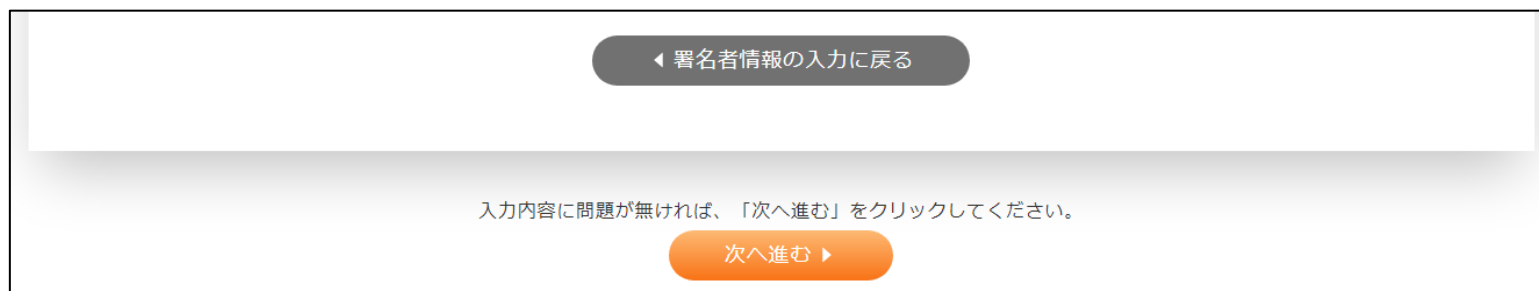 署名者情報の入力に戻る
入力内容に問題が無ければ、「次へ進む」をクリックしてください。
次へ進む